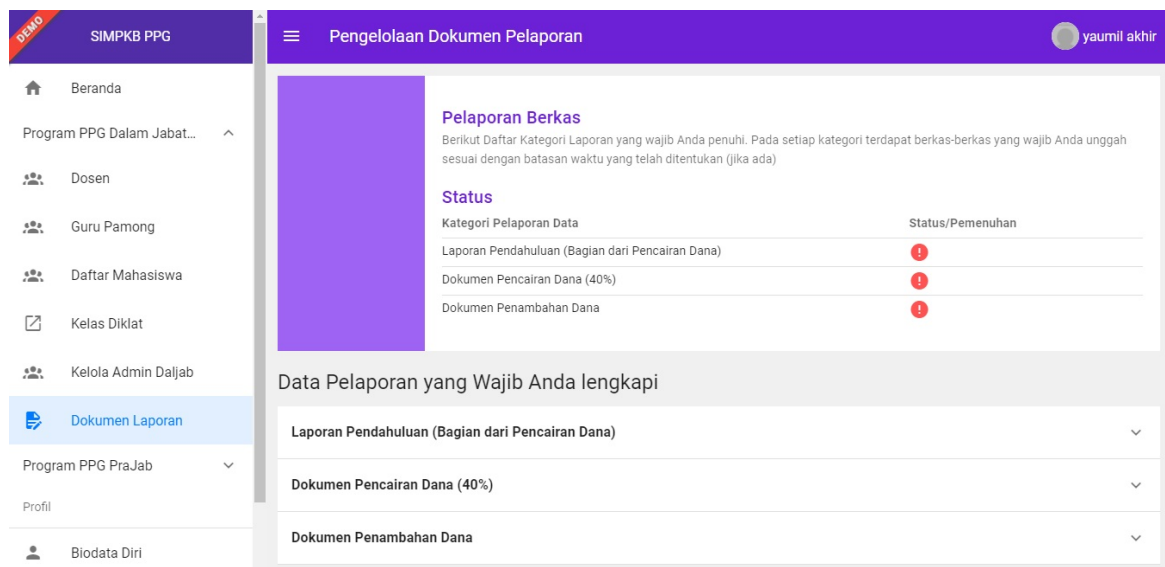 DEMO
SIMPKB PPG
Pengelolaan Dokumen Pelaporan
yaumil akhir
Beranda
Program PPG Dalam Jabat...
Dosen
Guru Pamong
Daftar Mahasiswa
Kelas Diklat
Kelola Admin Daljab
Dokumen Laporan
Program PPG PraJab
Profil
Biodata Diri
Pelaporan Berkas
Berikut Daftar Kategori Laporan yang wajib Anda penuhi. Pada setiap kategori terdapat berkas-berkas yang wajib Anda unggah
sesuai dengan batasan waktu yang telah ditentukan (jika ada)
Status
Kategori Pelaporan Data Status/Pemenuhan
Laporan Pendahuluan (Bagian dari Pencairan Dana)
Dokumen Pencairan Dana (40%)
Dokumen Penambahan Dana
Data Pelaporan yang Wajib Anda lengkapi
Laporan Pendahuluan (Bagian dari Pencairan Dana)
Dokumen Pencairan Dana (40%)
Dokumen Penambahan Dana